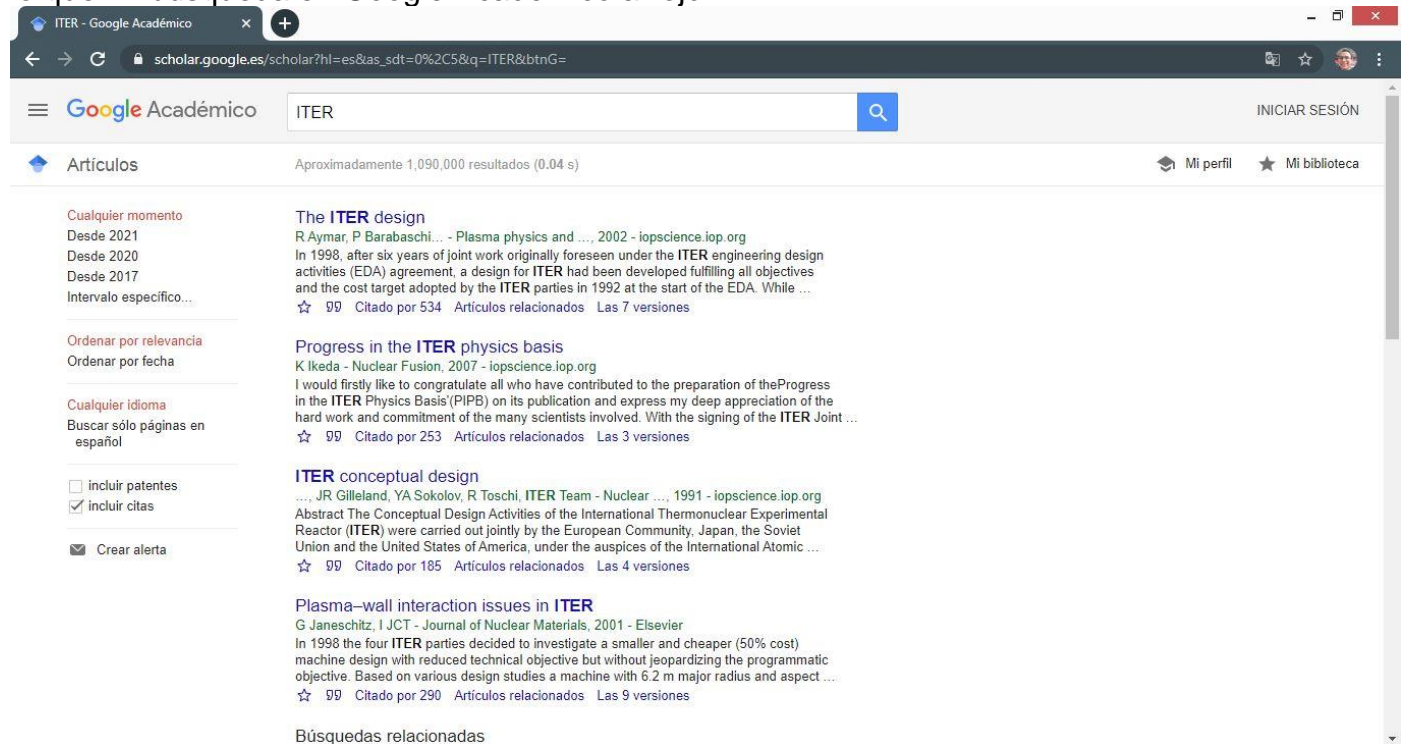 ITER - Google Académico
scholar.google.es/scholar?hl=es&as_sdt=0%2C5&q=ITER&btnG=
Google Académico
ITER
INICIAR SESIÓN
Artículos
Aproximadamente 1,090,000 resultados (0.04 s)
Mi perfil
Mi biblioteca
Cualquier momento
Desde 2021
Desde 2020
Desde 2017
Intervalo específico...
Ordenar por relevancia
Ordenar por fecha
Cualquier idioma
Buscar sólo páginas en
español
incluir patentes
incluir citas
Crear alerta
The ITER design
R Aymar, P Barabaschi... - Plasma physics and …, 2002 - iopscience.iop.org
In 1998, after six years of joint work originally foreseen under the ITER engineering design
activities (EDA) agreement, a design for ITER had been developed fulfilling all objectives
and the cost target adopted by the ITER parties in 1992 at the start of the EDA. While …
Citado por 534 Artículos relacionados Las 7 versiones
Progress in the ITER physics basis
K Ikeda - Nuclear Fusion, 2007 - iopscience.iop.org
I would firstly like to congratulate all who have contributed to the preparation of theProgress
in the ITER Physics Basis'(PIPB) on its publication and express my deep appreciation of the
hard work and commitment of the many scientists involved. With the signing of the ITER Joint …
Citado por 253 Artículos relacionados Las 3 versiones
ITER conceptual design
…, JR Gilleland, YA Sokolov, R Toschi, ITER Team - Nuclear …, 1991 - iopscience.iop.org
Abstract The Conceptual Design Activities of the International Thermonuclear Experimental
Reactor (ITER) were carried out jointly by the European Community, Japan, the Soviet
Union and the United States of America, under the auspices of the International Atomic …
Citado por 185 Artículos relacionados Las 4 versiones
Plasma–wall interaction issues in ITER
G Janeschitz, I JCT - Journal of Nuclear Materials, 2001 - Elsevier
In 1998 the four ITER parties decided to investigate a smaller and cheaper (50% cost)
machine design with reduced technical objective but without jeopardizing the programmatic
objective. Based on various design studies a machine with 6.2 m major radius and aspect …
Citado por 290 Artículos relacionados Las 9 versiones
Búsquedas relacionadas